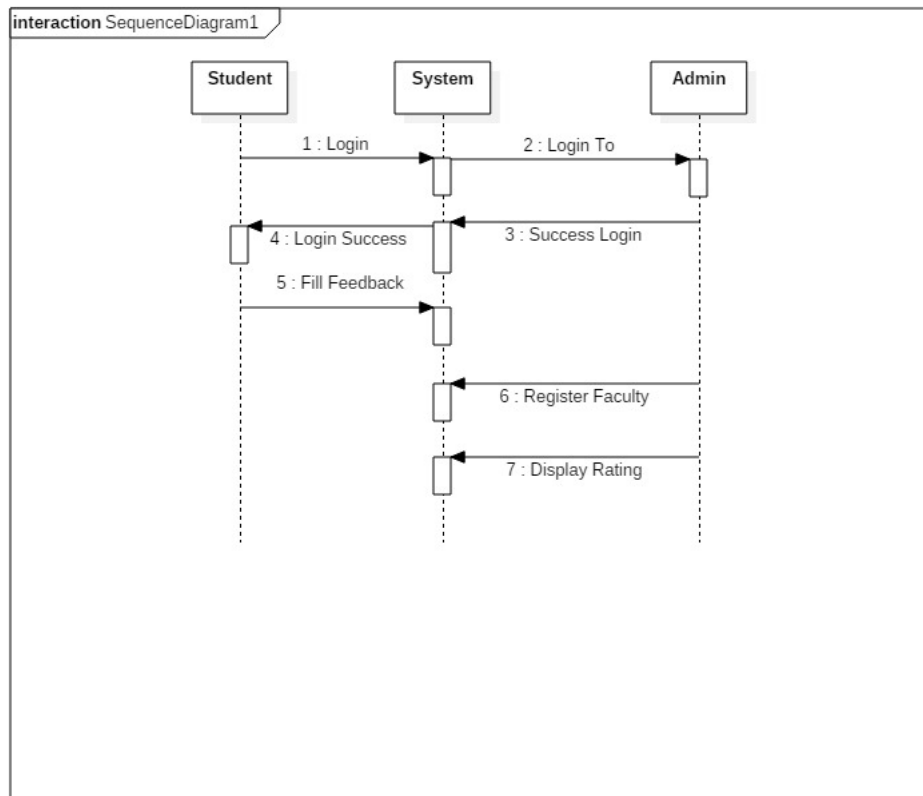 interaction SequenceDiagram1
Student System Admin
1 : Login
2 : Login To
3 : Success Login
4 : Login Success
5 : Fill Feedback
6 : Register Faculty
7 : Display Rating